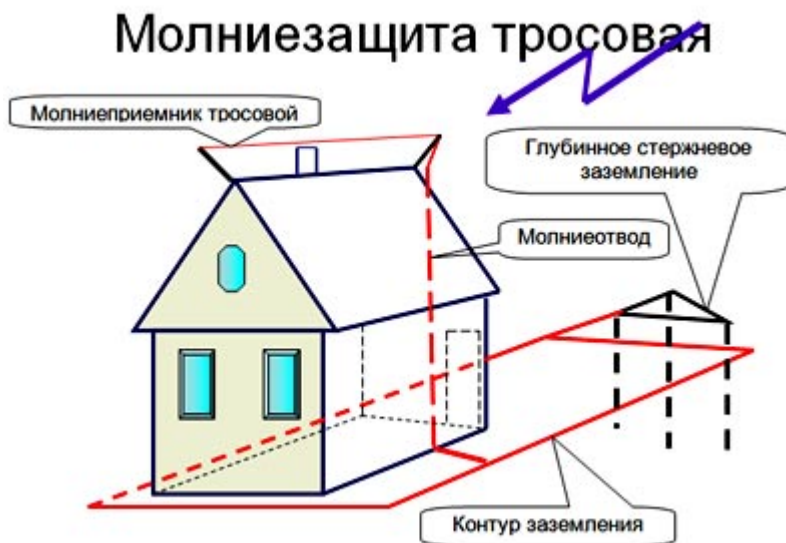 Молниезащита тросовая
Молниеприемник тросовой
Глубинное стержневое
заземление
Молниеотвод
Контур заземления